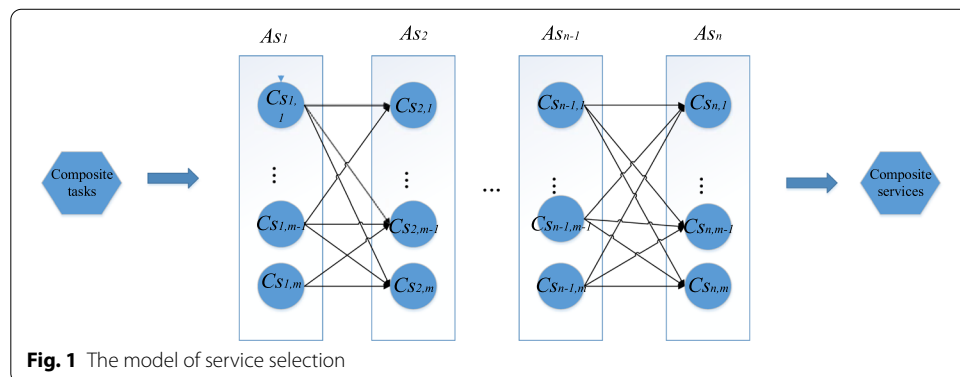 As1 As2 Asn-1 Asn
Cs1,
1
Cs2,1 Csn-1,1 Csn,1
Composite
tasks
⋮ ⋮ ... ⋮ ⋮
Composite
services
Cs1,m-1 Cs2,m-1 Csn-1,m-1 Csn,m-1
Cs1,m Cs2,m Csn-1,m Csn,m
Fig. 1 The model of service selection